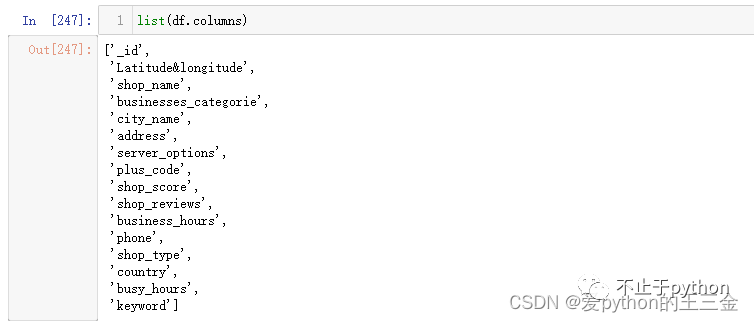 In [247]: 1 list(df.columns)
Out[247]: ['_id',
'Latitude&longitude',
'shop_name',
'businesses_categorie',
'city_name',
'address',
'server_options',
'plus_code',
'shop_score',
'shop_reviews',
'business_hours',
'phone',
'shop_type',
'country',
'busy_hours',
'keyword']
不止于python
CSDN @爱python的王三金